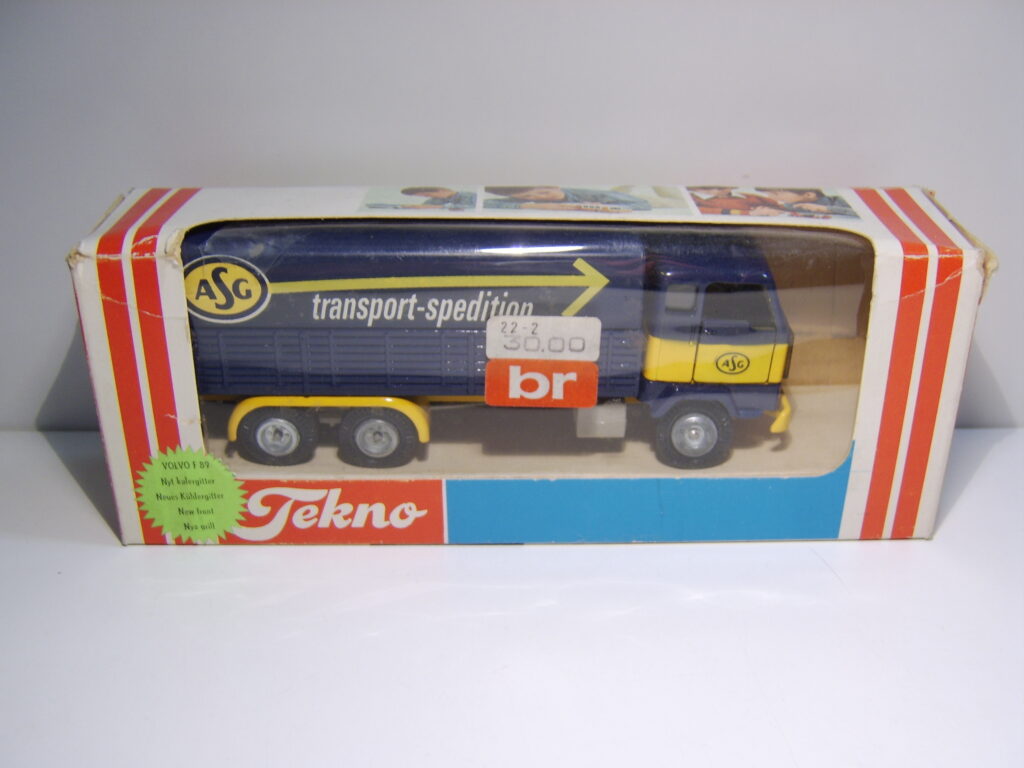 ASG
transport-spedition
22-2
30.00
br
ASG
VOLVO F 89
Nyt kølergitter
Neues Kühlergitter
New front
Nya grill
Tekno